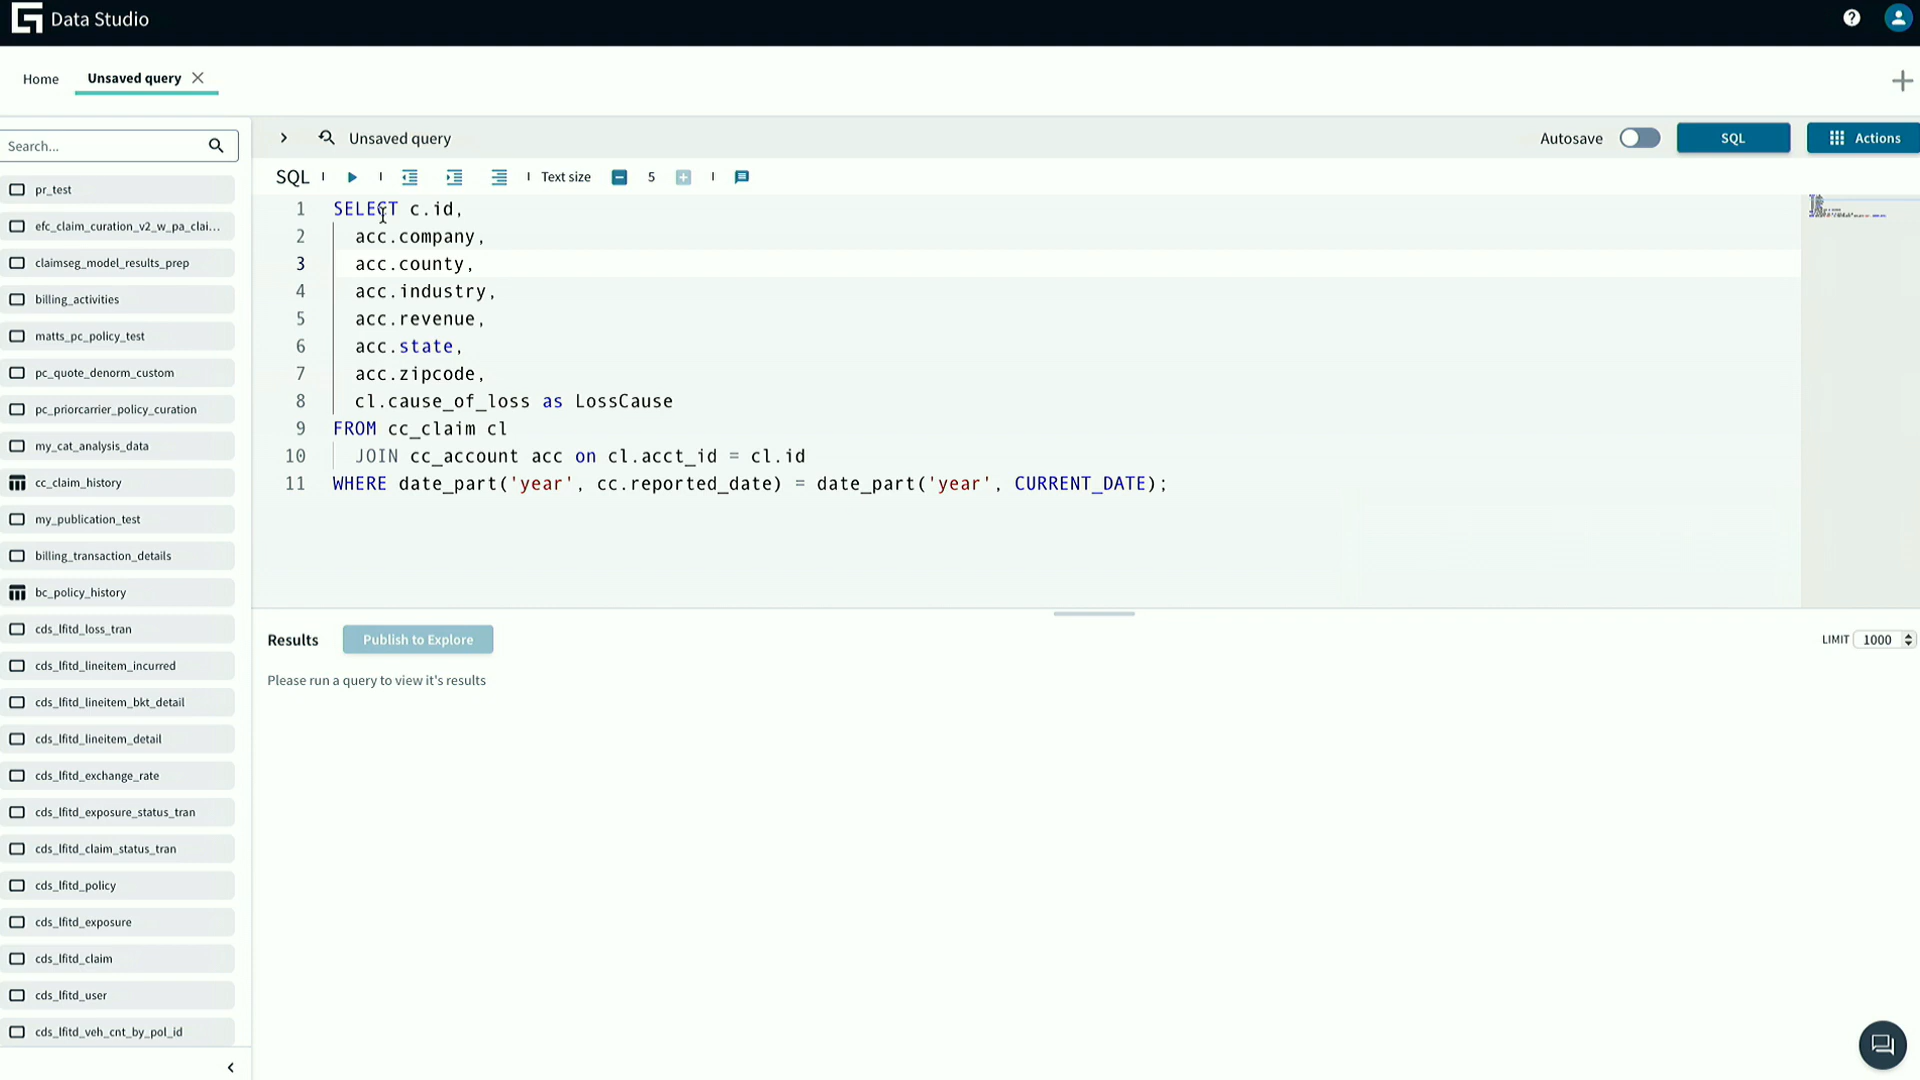 Data Studio
Home
Unsaved query
Search...
Unsaved query
Autosave
SQL
Actions
SQL
Text size
5
pr_test
efc_claim_curation_v2_w_pa_clai...
claimseg_model_results_prep
billing_activities
matts_pc_policy_test
pc_quote_denorm_custom
pc_priorcarrier_policy_curation
my_cat_analysis_data
cc_claim_history
my_publication_test
billing_transaction_details
bc_policy_history
cds_lfitd_loss_tran
cds_lfitd_lineitem_incurred
cds_lfitd_lineitem_bkt_detail
cds_lfitd_lineitem_detail
cds_lfitd_exchange_rate
cds_lfitd_exposure_status_tran
cds_lfitd_claim_status_tran
cds_lfitd_policy
cds_lfitd_exposure
cds_lfitd_claim
cds_lfitd_user
cds_lfitd_veh_cnt_by_pol_id
1 SELECT c.id,
2 acc.company,
3 acc.county,
4 acc.industry,
5 acc.revenue,
6 acc.state,
7 acc.zipcode,
8 cl.cause_of_loss as LossCause
9 FROM cc_claim cl
10 JOIN cc_account acc on cl.acct_id = cl.id
11 WHERE date_part('year', cc.reported_date) = date_part('year', CURRENT_DATE);
Results
Publish to Explore
LIMIT 1000
Please run a query to view it's results